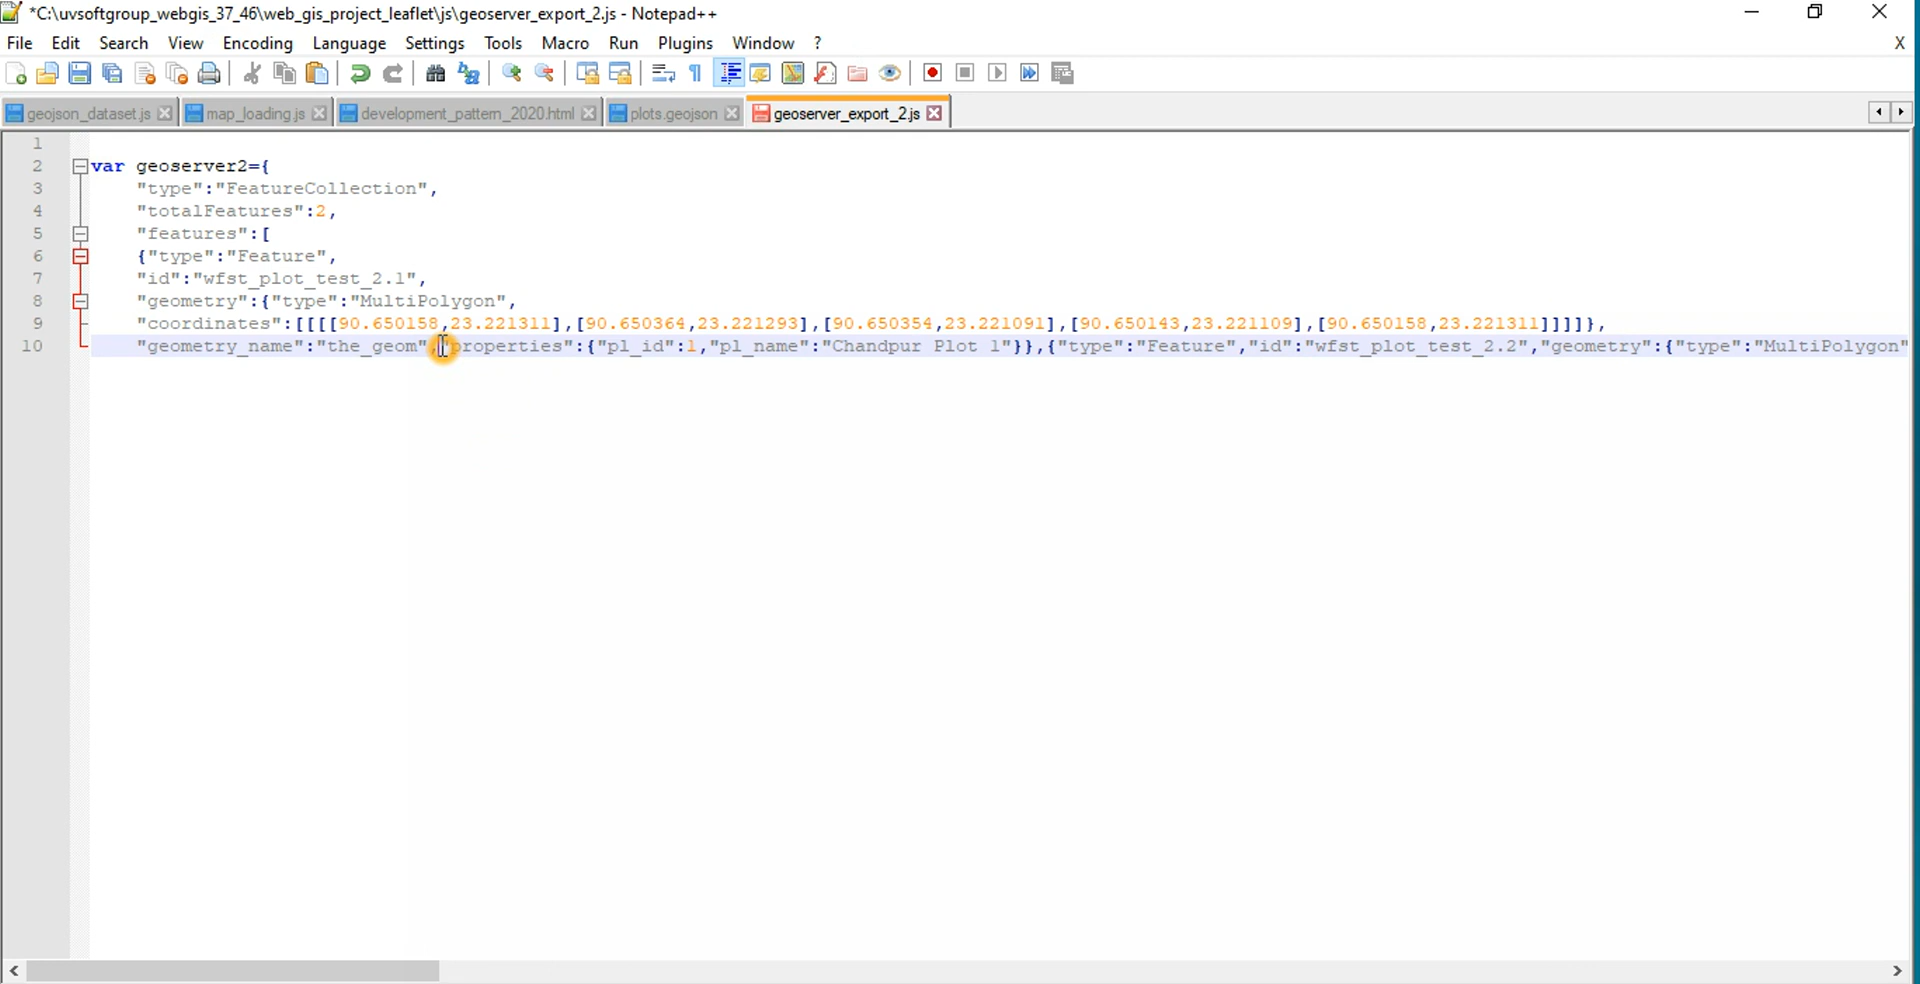 *C:\uvsoftgroup_webgis_37_46\web_gis_project_leaflet\js\geoserver_export_2.js - Notepad++
File Edit Search View Encoding Language Settings Tools Macro Run Plugins Window ? X
geojson_dataset.js map_loading.js development_pattern_2020.html plots.geojson geoserver_export_2.js
1
2 var geoserver2={
3 "type":"FeatureCollection",
4 "totalFeatures":2,
5 "features":[
6 {"type":"Feature",
7 "id":"wfst_plot_test_2.1",
8 "geometry":{"type":"MultiPolygon",
9 "coordinates":[[[[90.650158,23.221311],[90.650364,23.221293],[90.650354,23.221091],[90.650143,23.221109],[90.650158,23.221311]]]]},
10 "geometry_name":"the_geom","properties":{"pl_id":1,"pl_name":"Chandpur Plot 1"}},{"type":"Feature","id":"wfst_plot_test_2.2","geometry":{"type":"MultiPolygon"